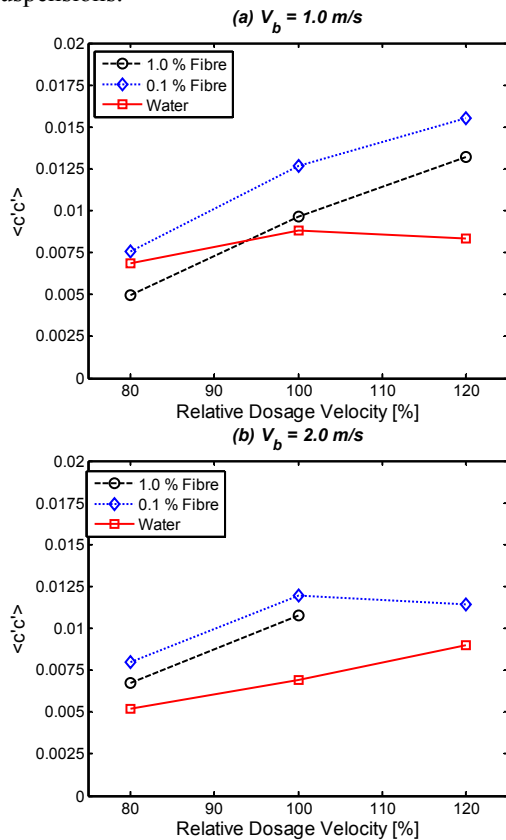 uspensions.
(a) V_b = 1.0 m/s
0.02
0.0175
0.015
0.0125
0.01
0.0075
0.005
0.0025
0
1.0 % Fibre
0.1 % Fibre
Water
<c'c'>
80 90 100 110 120
Relative Dosage Velocity [%]
(b) V_b = 2.0 m/s
0.02
0.0175
0.015
0.0125
0.01
0.0075
0.005
0.0025
0
1.0 % Fibre
0.1 % Fibre
Water
<c'c'>
80 90 100 110 120
Relative Dosage Velocity [%]